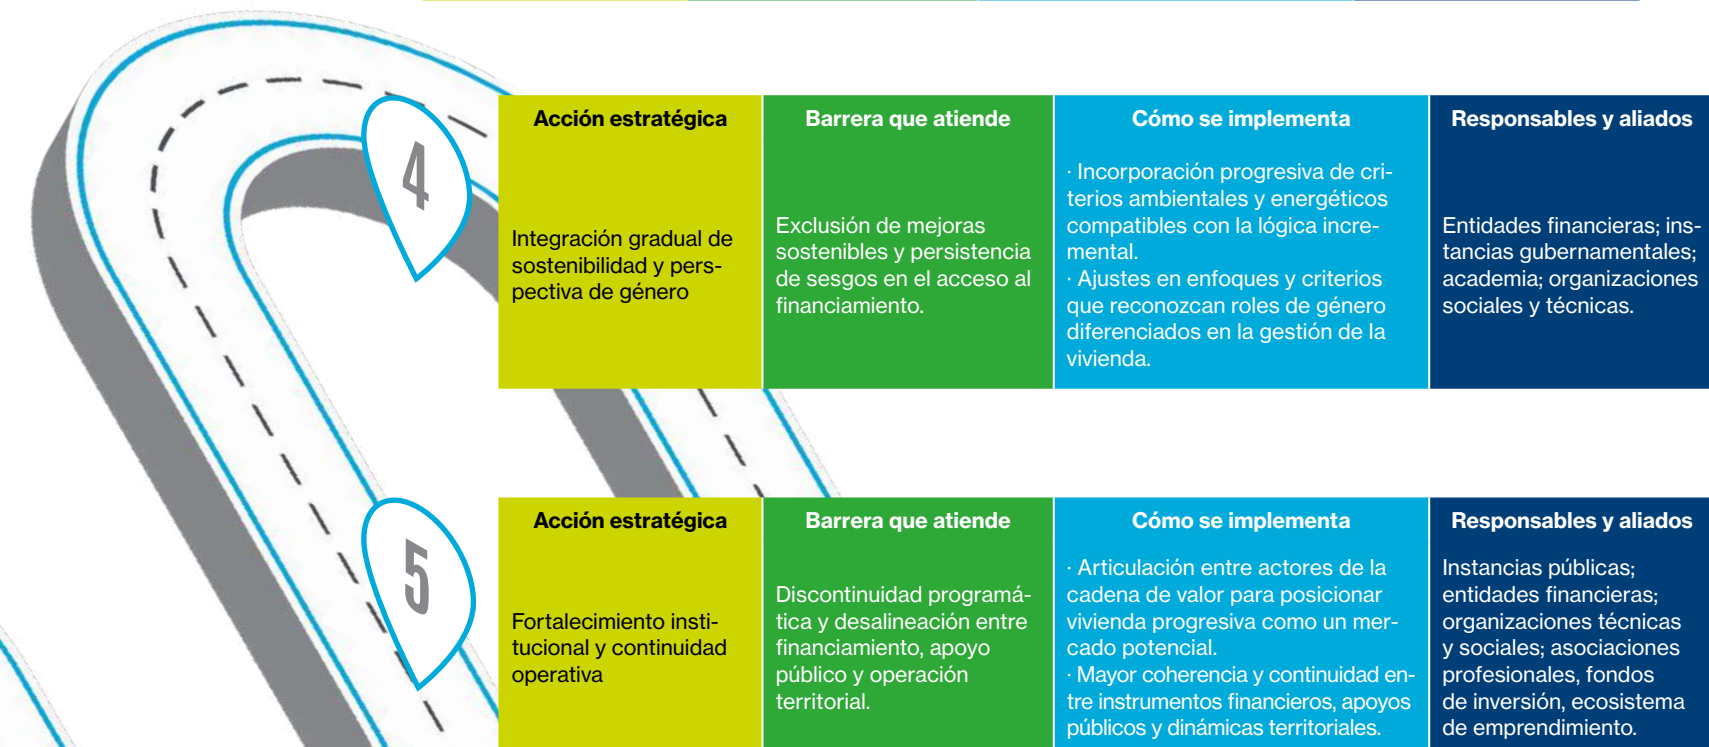 4
Acción estratégica
Integración gradual de
sostenibilidad y pers-
pectiva de género
Barrera que atiende
Exclusión de mejoras
sostenibles y persistencia
de sesgos en el acceso al
financiamiento.
Cómo se implementa
· Incorporación progresiva de cri-
terios ambientales y energéticos
compatibles con la lógica incre-
mental.
· Ajustes en enfoques y criterios
que reconozcan roles de género
diferenciados en la gestión de la
vivienda.
Responsables y aliados
Entidades financieras; ins-
tancias gubernamentales;
academia; organizaciones
sociales y técnicas.
5
Acción estratégica
Fortalecimiento insti-
tucional y continuidad
operativa
Barrera que atiende
Discontinuidad programá-
tica y desalineación entre
financiamiento, apoyo
público y operación
territorial.
Cómo se implementa
· Articulación entre actores de la
cadena de valor para posicionar
vivienda progresiva como un mer-
cado potencial.
· Mayor coherencia y continuidad en-
tre instrumentos financieros, apoyos
públicos y dinámicas territoriales.
Responsables y aliados
Instancias públicas;
entidades financieras;
organizaciones técnicas
y sociales; asociaciones
profesionales, fondos
de inversión, ecosistema
de emprendimiento.